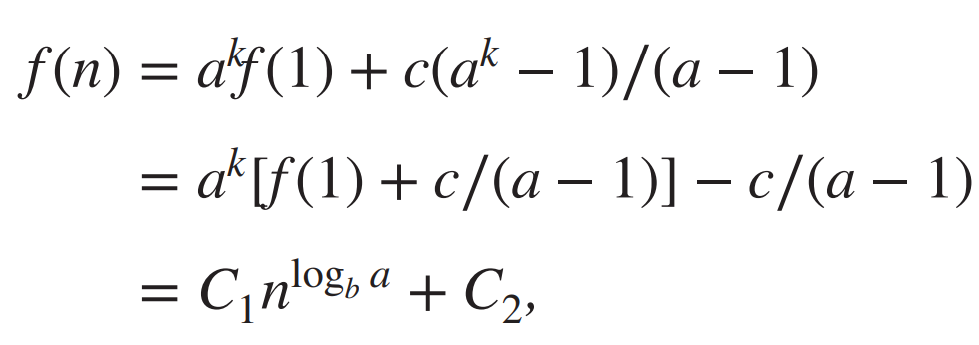 f(n) = a^k f(1) + c(a^k − 1)/(a − 1)
= a^k [f(1) + c/(a − 1)] − c/(a − 1)
= C_1 n^{log_b a} + C_2,